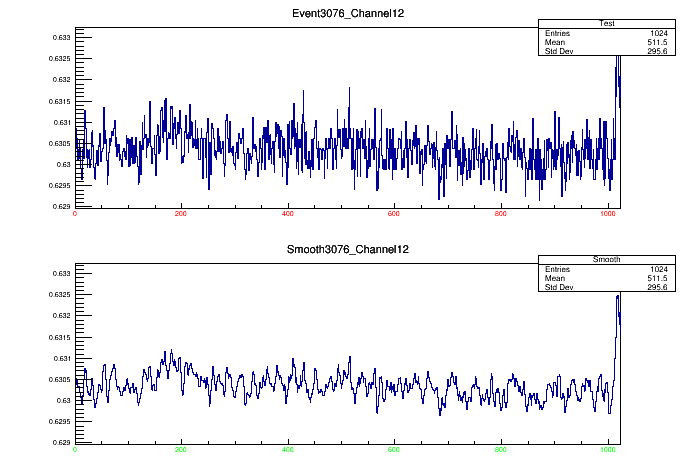 Event3076_Channel12
Test
Entries 1024
Mean 511.5
Std Dev 295.6
0.633
0.6325
0.632
0.6315
0.631
0.6305
0.63
0.6295
0.629
0 200 400 600 800 1000
Smooth3076_Channel12
Smooth
Entries 1024
Mean 511.5
Std Dev 295.6
0.633
0.6325
0.632
0.6315
0.631
0.6305
0.63
0.6295
0.629
0 200 400 600 800 1000